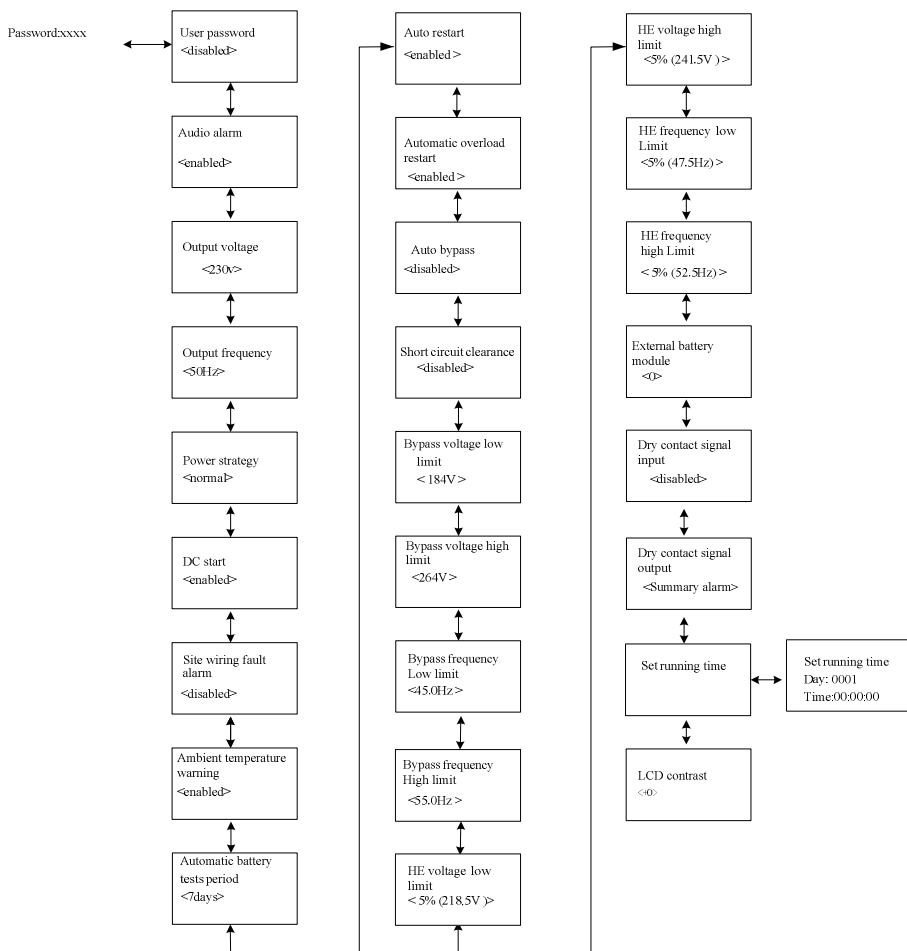 Password:xxxx
User password
<disabled>
Audio alarm
<enabled>
Output voltage
<230v>
Output frequency
<50Hz>
Power strategy
<normal>
DC start
<enabled>
Site wiring fault
alarm
<disabled>
Ambient temperature
warning
<enabled>
Automatic battery
tests period
<7days>
Auto restart
<enabled >
Automatic overload
restart
<enabled >
Auto bypass
<disabled>
Short circuit clearance
<disabled>
Bypass voltage low
limit
< 184V >
Bypass voltage high
limit
<264V>
Bypass frequency
Low limit
<45.0Hz>
Bypass frequency
High limit
<55.0Hz >
HE voltage low
limit
< 5% (218.5V )>
HE voltage high
limit
<5% (241.5V ) >
HE frequency low
Limit
<5% (47.5Hz) >
HE frequency
high Limit
< 5% (52.5Hz) >
External battery
module
<0>
Dry contact signal
input
<disabled>
Dry contact signal
output
<Summary alarm>
Set running time
Set running time
Day: 0001
Time:00:00:00
LCD contrast
<+0>